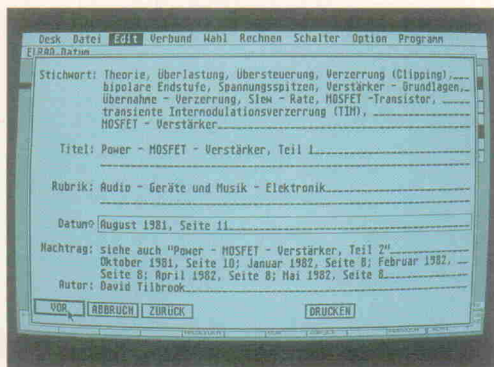 Desk Datei Edit Verbund Wahl Rechnen Schalter Option Programm
ELRAD.Datum
Stichwort: Theorie, Überlastung, Übersteuerung, Verzerrung (Clipping),
bipolare Endstufe, Spannungsspitzen, Verstärker - Grundlagen,
Übernahme - Verzerrung, Slew - Rate, MOSFET -Transistor,
transiente Intermodulationsverzerrung (TIM),
MOSFET - Verstärker
Titel: Power - MOSFET - Verstärker, Teil 1
Rubrik: Audio - Geräte und Musik - Elektronik
Datum: August 1981, Seite 11
Nachtrag: siehe auch "Power - MOSFET - Verstärker, Teil 2"
Oktober 1981, Seite 10; Januar 1982, Seite 8; Februar 1982,
Seite 8; April 1982, Seite 8; Mai 1982, Seite 8
Autor: David Tilbrook
VOR ABBRUCH ZURÜCK DRUCKEN